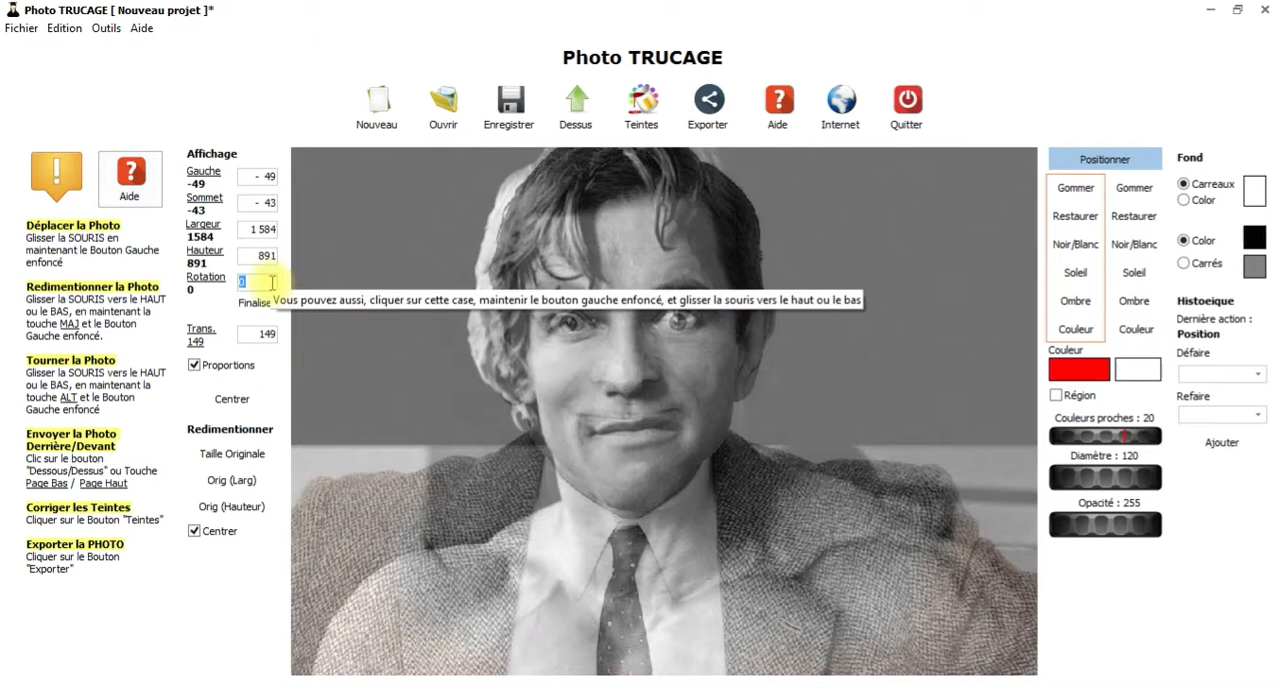 Photo TRUCAGE [ Nouveau projet ]*
Fichier Edition Outils Aide
Photo TRUCAGE
Nouveau Ouvrir Enregistrer Dessus Teintes Exporter Aide Internet Quitter
Aide
Déplacer la Photo
Glisser la SOURIS en
maintenant le Bouton Gauche
enfoncé
Redimentionner la Photo
Glisser la SOURIS vers le HAUT
ou le BAS, en maintenant la
touche MAJ et le Bouton
Gauche enfoncé.
Tourner la Photo
Glisser la SOURIS vers le HAUT
ou le BAS, en maintenant la
touche ALT et le Bouton
Gauche enfoncé
Envoyer la Photo
Derrière/Devant
Clic sur le bouton
"Dessous/Dessus" ou Touche
Page Bas / Page Haut
Corriger les Teintes
Cliquer sur le Bouton "Teintes"
Exporter la PHOTO
Cliquer sur le Bouton
"Exporter"
Affichage
Gauche
-49 - 49
Sommet
-43 - 43
Largeur
1584 1 584
Hauteur
891 891
Rotation
0 0
Finalise
Vous pouvez aussi, cliquer sur cette case, maintenir le bouton gauche enfoncé, et glisser la souris vers le haut ou le bas
Trans.
149 149
Proportions
Centrer
Redimentionner
Taille Originale
Orig (Larg)
Orig (Hauteur)
Centrer
Positionner
Gommer Gommer
Restaurer Restaurer
Noir/Blanc Noir/Blanc
Soleil Soleil
Ombre Ombre
Couleur Couleur
Couleur
Région
Couleurs proches : 20
Diamètre : 120
Opacité : 255
Fond
Carreaux
Color
Color
Carrés
Histoeique
Dernière action :
Position
Défaire
Refaire
Ajouter